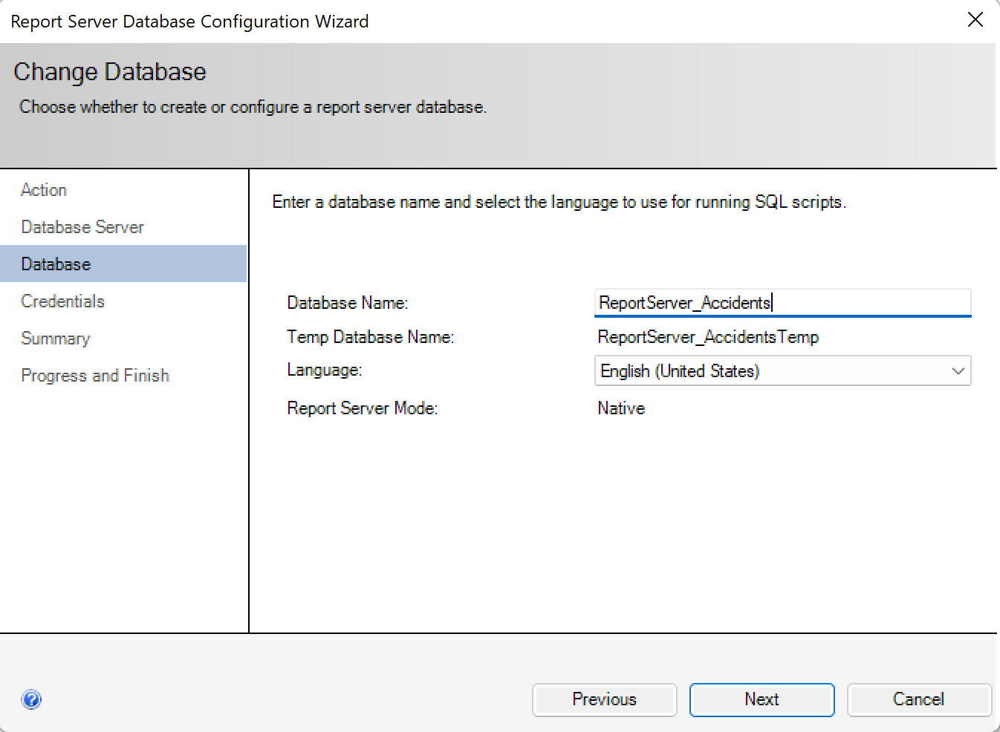 Report Server Database Configuration Wizard
Change Database
Choose whether to create or configure a report server database.
Action
Database Server
Database
Credentials
Summary
Progress and Finish
Enter a database name and select the language to use for running SQL scripts.
Database Name: ReportServer_Accidents
Temp Database Name: ReportServer_AccidentsTemp
Language: English (United States)
Report Server Mode: Native
? Previous Next Cancel